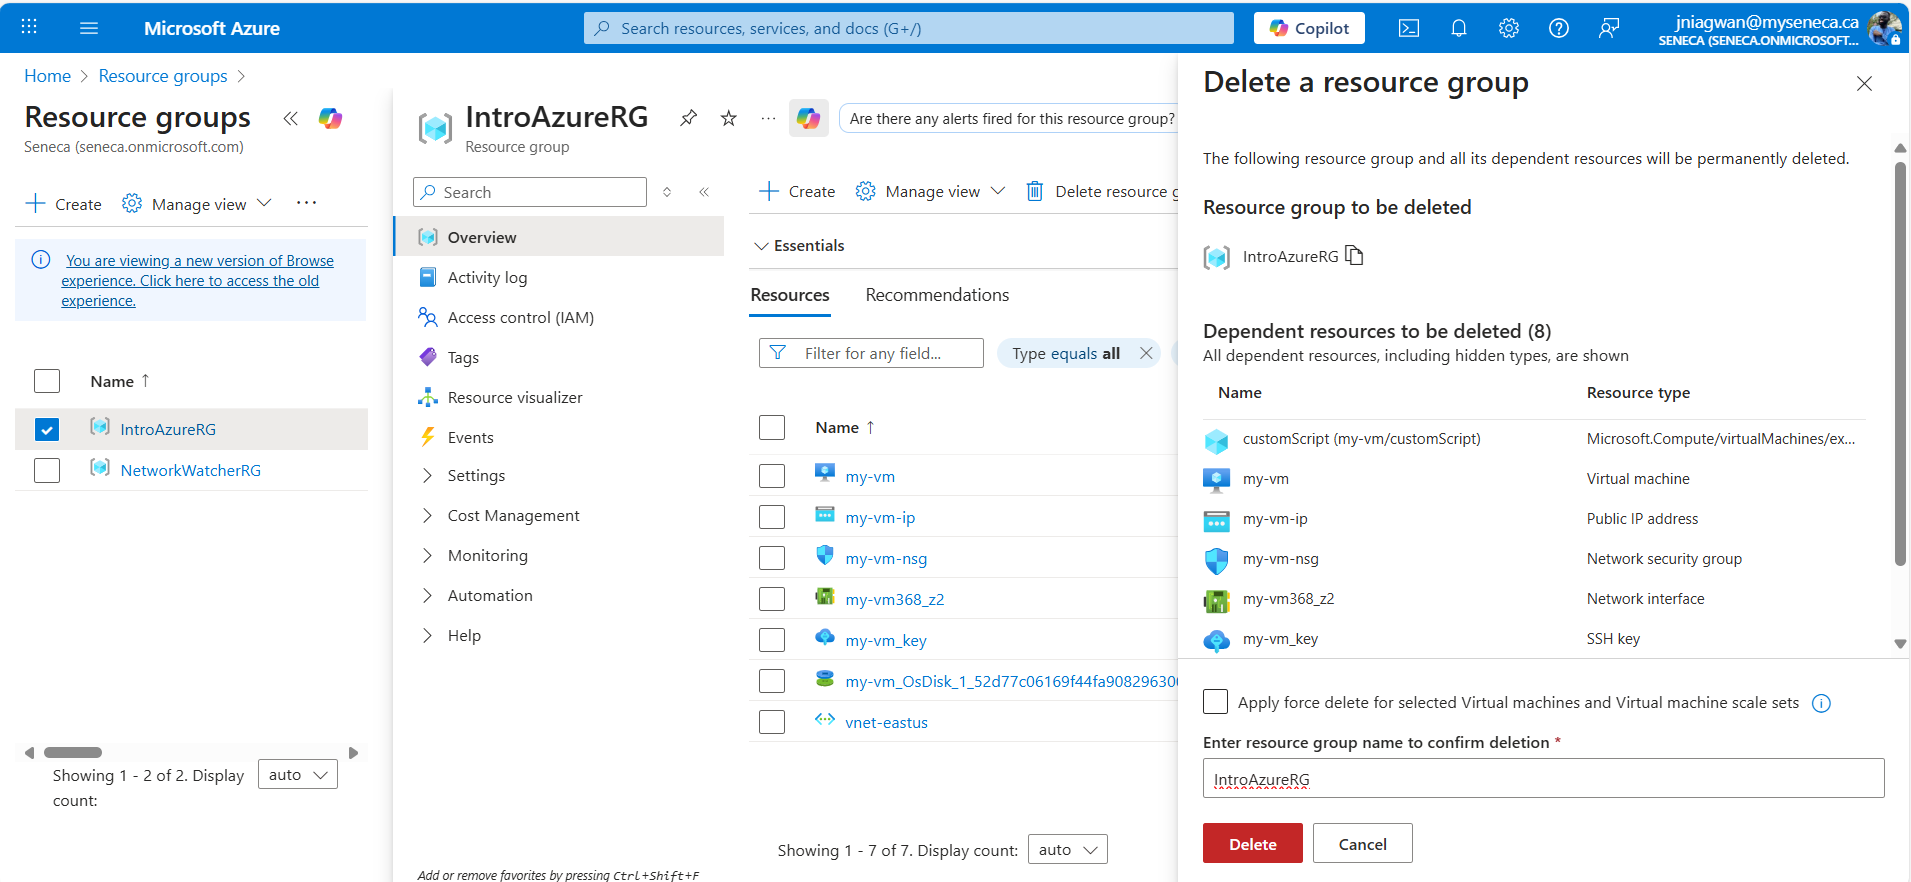 Microsoft Azure
Search resources, services, and docs (G+/)
Copilot
jniagwan@myseneca.ca
SENECA (SENECA.ONMICROSOFT...
Home > Resource groups >
Resource groups
Seneca (seneca.onmicrosoft.com)
Create
Manage view
You are viewing a new version of Browse
experience. Click here to access the old
experience.
Name ↑
IntroAzureRG
NetworkWatcherRG
Showing 1 - 2 of 2. Display
count:
auto
IntroAzureRG
Resource group
Are there any alerts fired for this resource group?
Search
Overview
Activity log
Access control (IAM)
Tags
Resource visualizer
Events
Settings
Cost Management
Monitoring
Automation
Help
Add or remove favorites by pressing Ctrl+Shift+F
Create
Manage view
Delete resource g
Essentials
Resources
Recommendations
Filter for any field...
Type equals all
Name ↑
my-vm
my-vm-ip
my-vm-nsg
my-vm368_z2
my-vm_key
my-vm_OsDisk_1_52d77c06169f44fa90829630
vnet-eastus
Showing 1 - 7 of 7. Display count:
auto
Delete a resource group
The following resource group and all its dependent resources will be permanently deleted.
Resource group to be deleted
IntroAzureRG
Dependent resources to be deleted (8)
All dependent resources, including hidden types, are shown
Name Resource type
customScript (my-vm/customScript) Microsoft.Compute/virtualMachines/ex...
my-vm Virtual machine
my-vm-ip Public IP address
my-vm-nsg Network security group
my-vm368_z2 Network interface
my-vm_key SSH key
Apply force delete for selected Virtual machines and Virtual machine scale sets
Enter resource group name to confirm deletion *
IntroAzureRG
Delete
Cancel